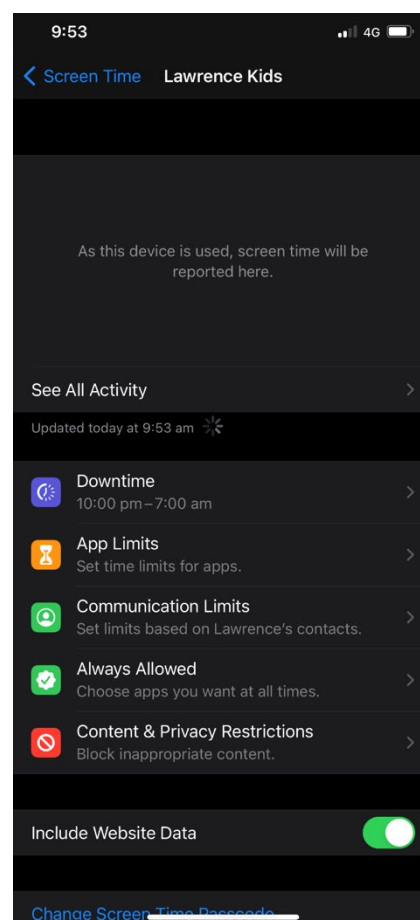 9:53
4G
Screen Time
Lawrence Kids
As this device is used, screen time will be
reported here.
See All Activity
Updated today at 9:53 am
Downtime
10:00 pm–7:00 am
App Limits
Set time limits for apps.
Communication Limits
Set limits based on Lawrence's contacts.
Always Allowed
Choose apps you want at all times.
Content & Privacy Restrictions
Block inappropriate content.
Include Website Data
Change Screen Time Passcode